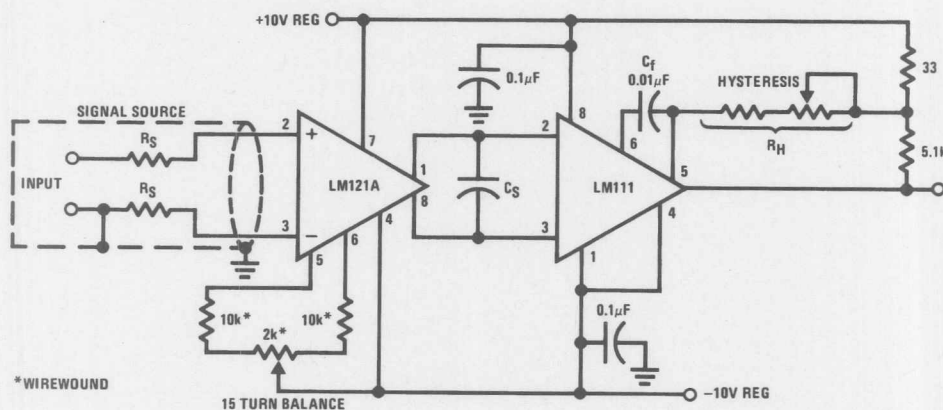 +10V REG
SIGNAL SOURCE
INPUT
RS
RS
2
+
3
−
LM121A
7
1
8
4
5
6
10k*
10k*
2k*
15 TURN BALANCE
*WIREWOUND
0.1μF
CS
2
3
LM111
8
6
5
4
1
Cf
0.01μF
HYSTERESIS
RH
33
5.1K
0.1μF
−10V REG